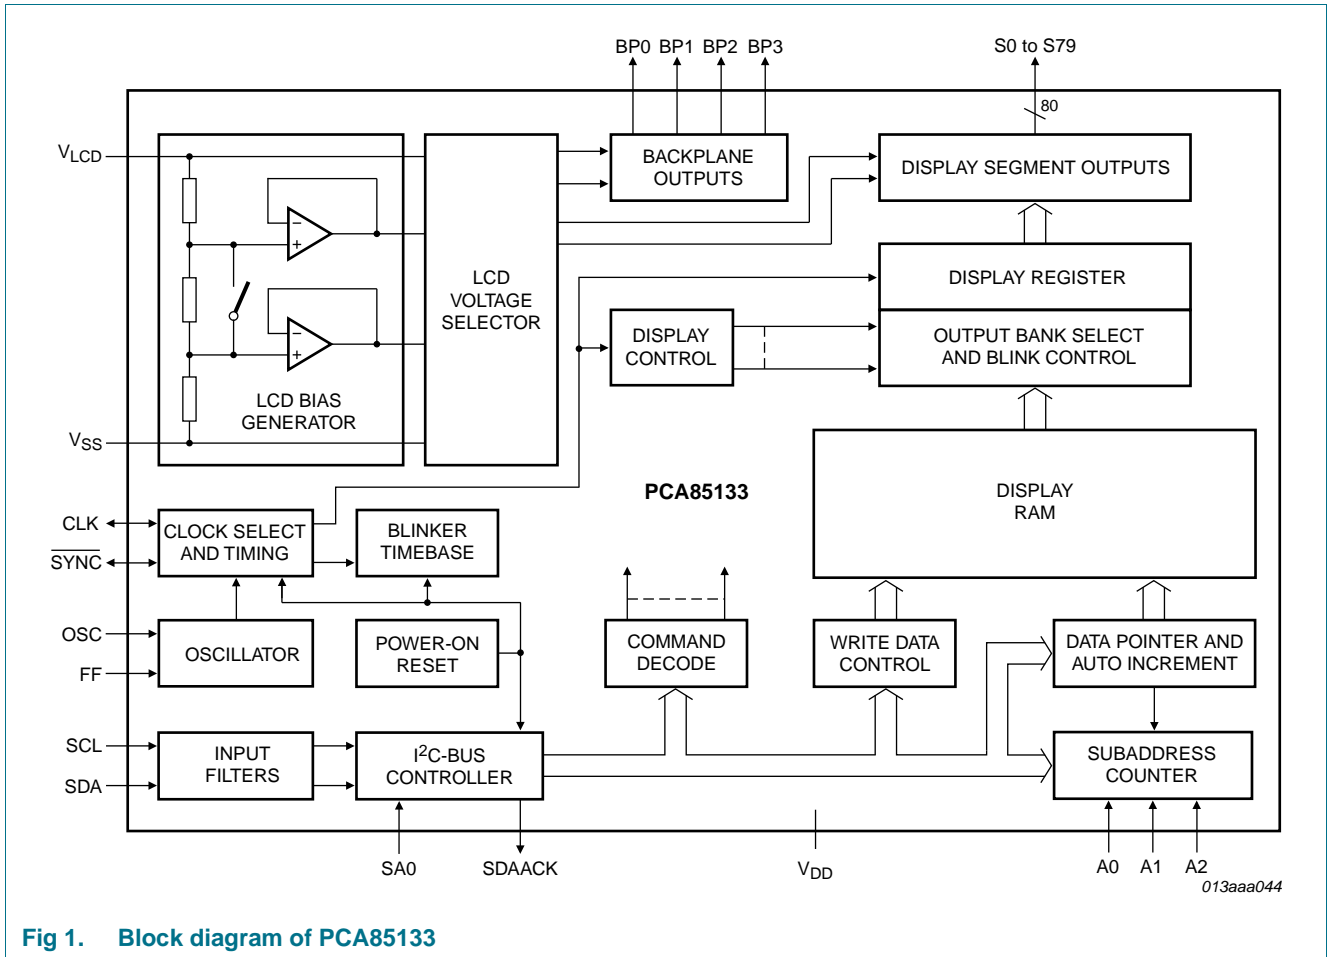 BP0 BP1 BP2 BP3
S0 to S79
80
VLCD
BACKPLANE
OUTPUTS
DISPLAY SEGMENT OUTPUTS
−
+
LCD
VOLTAGE
SELECTOR
DISPLAY REGISTER
−
+
DISPLAY
CONTROL
OUTPUT BANK SELECT
AND BLINK CONTROL
LCD BIAS
GENERATOR
VSS
PCA85133
DISPLAY
RAM
CLK
SYNC
CLOCK SELECT
AND TIMING
BLINKER
TIMEBASE
OSC
FF
OSCILLATOR
POWER-ON
RESET
COMMAND
DECODE
WRITE DATA
CONTROL
DATA POINTER AND
AUTO INCREMENT
SCL
SDA
INPUT
FILTERS
I2C-BUS
CONTROLLER
SUBADDRESS
COUNTER
SA0
SDAACK
VDD
A0 A1 A2
013aaa044
Fig 1. Block diagram of PCA85133